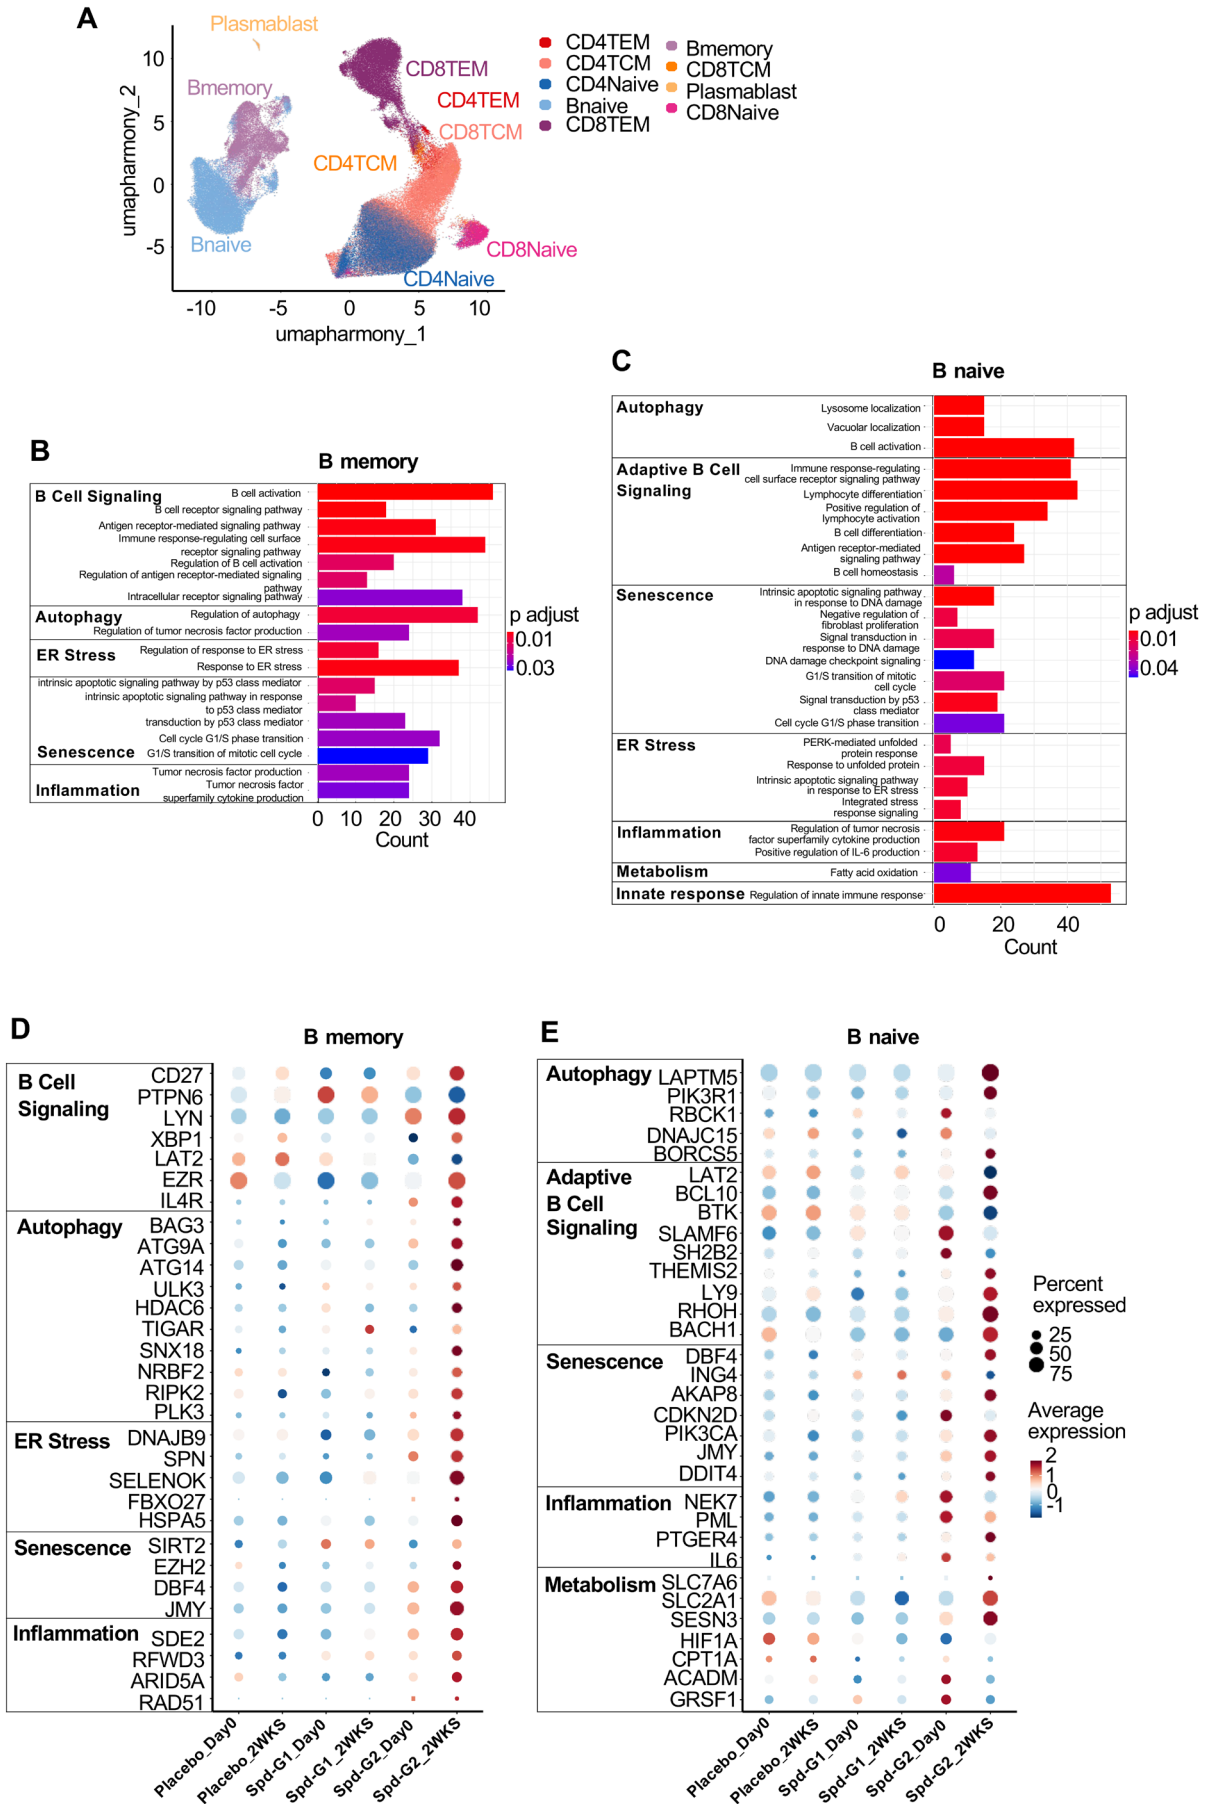 A
Plasmablast
Bmemory
CD8TEM
CD4TEM
CD8TCM
CD4TCM
Bnaive
CD8Naive
CD4Naive
10
5
0
-5
umapharmony_2
-10
-5
0
5
10
umapharmony_1
CD4TEM
CD4TCM
CD4Naive
Bnaive
CD8TEM
Bmemory
CD8TCM
Plasmablast
CD8Naive
B
B memory
B Cell Signaling
B cell activation
B cell receptor signaling pathway
Antigen receptor-mediated signaling pathway
Immune response-regulating cell surface
receptor signaling pathway
Regulation of B cell activation
Regulation of antigen receptor-mediated signaling
pathway
Intracellular receptor signaling pathway
Autophagy
Regulation of autophagy
Regulation of tumor necrosis factor production
ER Stress
Regulation of response to ER stress
Response to ER stress
intrinsic apoptotic signaling pathway by p53 class mediator
intrinsic apoptotic signaling pathway in response
to p53 class mediator
transduction by p53 class mediator
Cell cycle G1/S phase transition
Senescence
G1/S transition of mitotic cell cycle
Inflammation
Tumor necrosis factor production
Tumor necrosis factor
superfamily cytokine production
0 10 20 30 40
Count
p adjust
0.01
0.03
C
B naive
Autophagy
Lysosome localization
Vacuolar localization
B cell activation
Adaptive B Cell
Signaling
Immune response-regulating
cell surface receptor signaling pathway
Lymphocyte differentiation
Positive regulation of
lymphocyte activation
B cell differentiation
Antigen receptor-mediated
signaling pathway
B cell homeostasis
Senescence
Intrinsic apoptotic signaling pathway
in response to DNA damage
Negative regulation of
fibroblast proliferation
Signal transduction in
response to DNA damage
DNA damage checkpoint signaling
G1/S transition of mitotic
cell cycle
Signal transduction by p53
class mediator
Cell cycle G1/S phase transition
ER Stress
PERK-mediated unfolded
protein response
Response to unfolded protein
Intrinsic apoptotic signaling pathway
in response to ER stress
Integrated stress
response signaling
Inflammation
Regulation of tumor necrosis
factor superfamily cytokine production
Positive regulation of IL-6 production
Metabolism
Fatty acid oxidation
Innate response
Regulation of innate immune response
0 20 40
Count
p adjust
0.01
0.04
D
B memory
B Cell
Signaling
CD27
PTPN6
LYN
XBP1
LAT2
EZR
IL4R
Autophagy
BAG3
ATG9A
ATG14
ULK3
HDAC6
TIGAR
SNX18
NRBF2
RIPK2
PLK3
ER Stress
DNAJB9
SPN
SELENOK
FBXO27
HSPA5
Senescence
SIRT2
EZH2
DBF4
JMY
Inflammation
SDE2
RFWD3
ARID5A
RAD51
Placebo_Day0
Placebo_2WKS
Spd-G1_Day0
Spd-G1_2WKS
Spd-G2_Day0
Spd-G2_2WKS
E
B naive
Autophagy
LAPTM5
PIK3R1
RBCK1
DNAJC15
BORCS5
Adaptive
B Cell
Signaling
LAT2
BCL10
BTK
SLAMF6
SH2B2
THEMIS2
LY9
RHOH
BACH1
Senescence
DBF4
ING4
AKAP8
CDKN2D
PIK3CA
JMY
DDIT4
Inflammation
NEK7
PML
PTGER4
IL6
Metabolism
SLC7A6
SLC2A1
SESN3
HIF1A
CPT1A
ACADM
GRSF1
Placebo_Day0
Placebo_2WKS
Spd-G1_Day0
Spd-G1_2WKS
Spd-G2_Day0
Spd-G2_2WKS
Percent
expressed
25
50
75
Average
expression
2
1
0
-1